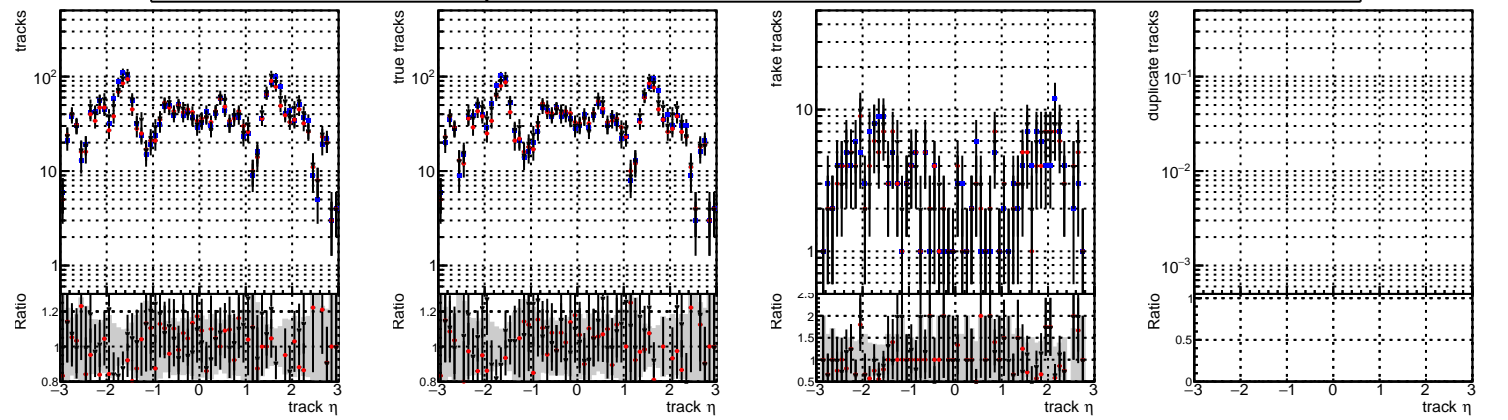 tracks
10²
10
1
Ratio
1.2
1
0.8
−3 −2 −1 0 1 2 3
track η
true tracks
10²
10
1
Ratio
1.2
1
0.8
−3 −2 −1 0 1 2 3
track η
fake tracks
10
1
Ratio
2.5
2
1.5
1
0.5
−3 −2 −1 0 1 2 3
track η
duplicate tracks
10⁻¹
10⁻²
10⁻³
Ratio
1
0.5
0
−3 −2 −1 0 1 2 3
track η